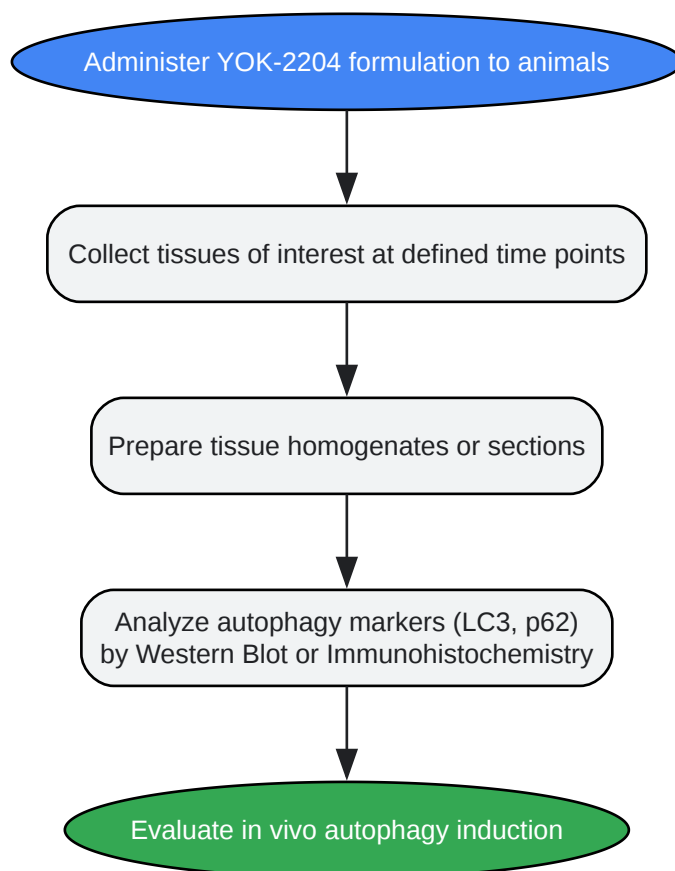 Administer YOK-2204 formulation to animals
Collect tissues of interest at defined time points
Prepare tissue homogenates or sections
Analyze autophagy markers (LC3, p62)
by Western Blot or Immunohistochemistry
Evaluate in vivo autophagy induction